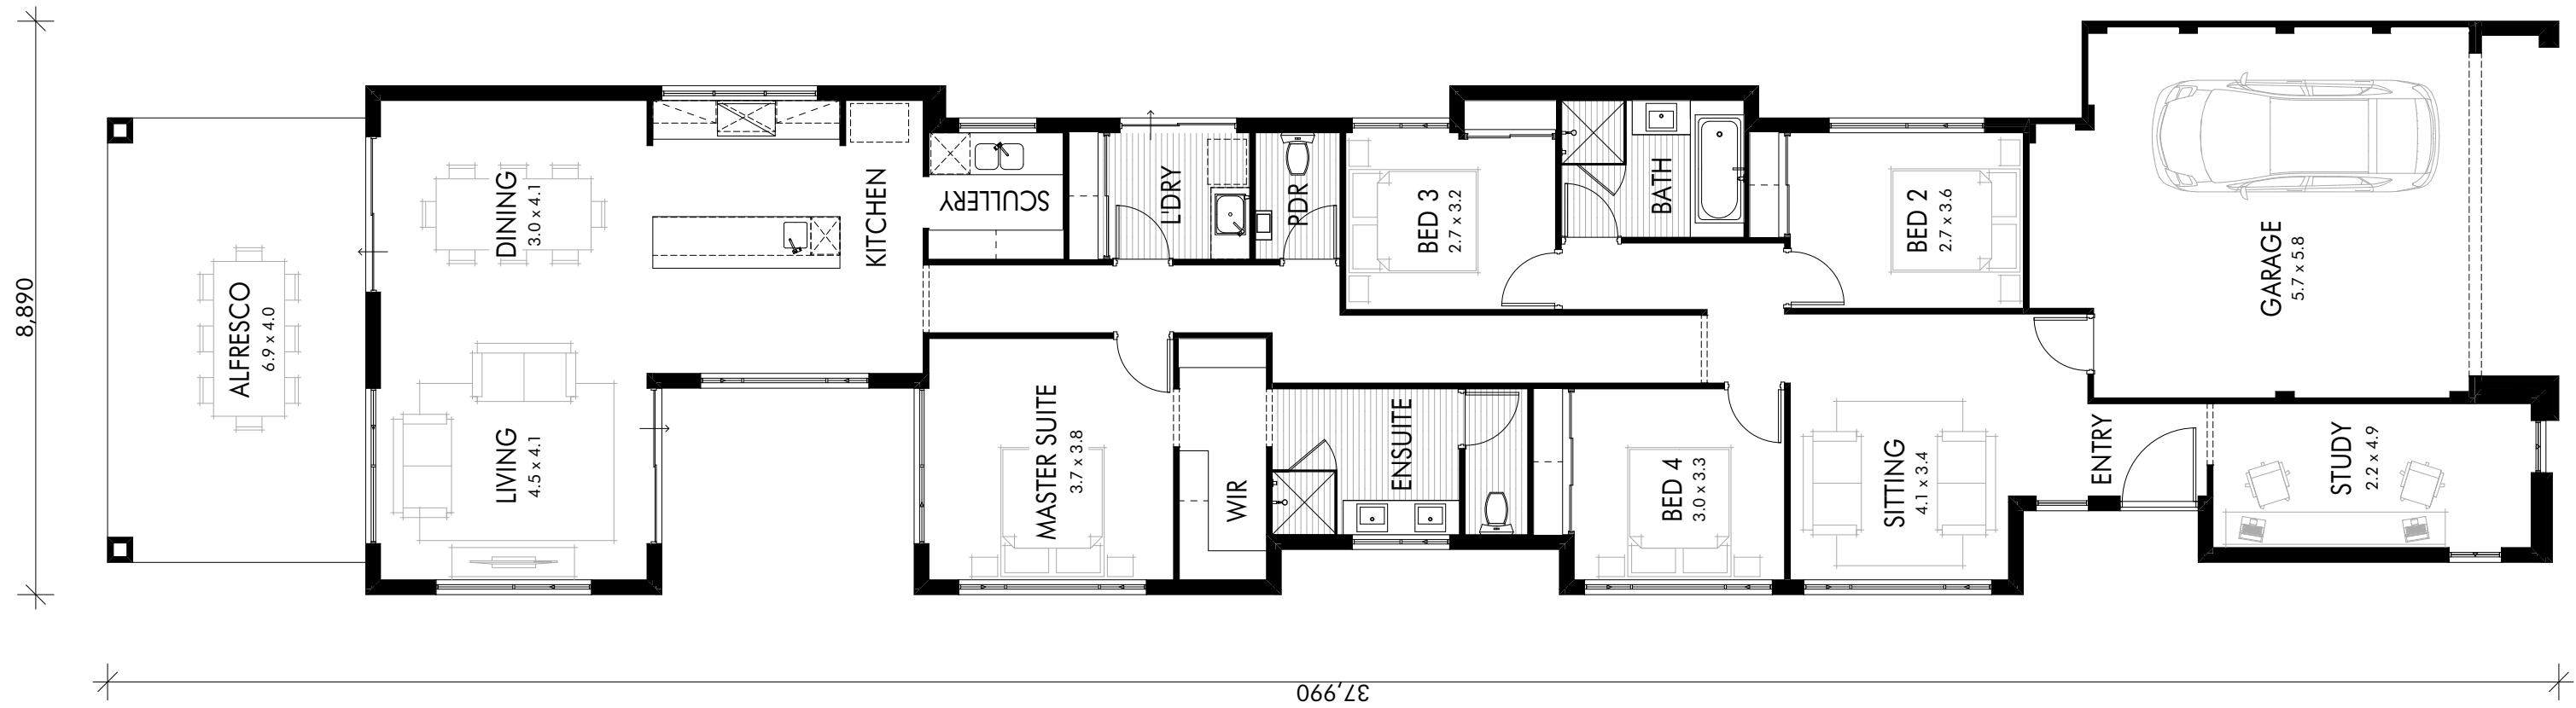 8,890
ALFRESCO
6.9 x 4.0
DINING
3.0 x 4.1
LIVING
4.5 x 4.1
KITCHEN
SCULLERY
L'DRY
PDR
MASTER SUITE
3.7 x 3.8
WIR
ENSUITE
BED 3
2.7 x 3.2
BATH
BED 4
3.0 x 3.3
BED 2
2.7 x 3.6
SITTING
4.1 x 3.4
ENTRY
GARAGE
5.7 x 5.8
STUDY
2.2 x 4.9
37,990